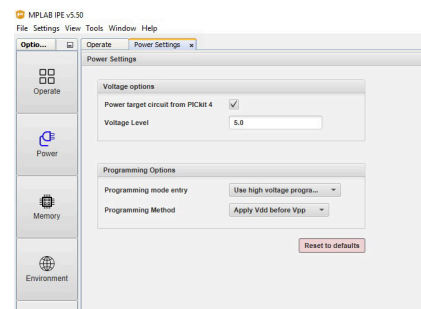 MPLAB IPE v5.50
File Settings View Tools Window Help
Optio...
Operate Power Settings x
Power Settings
Operate
Voltage options
Power target circuit from PICkit 4
Voltage Level 5.0
Power
Programming Options
Programming mode entry Use high voltage progra...
Programming Method Apply Vdd before Vpp
Memory
Reset to defaults
Environment